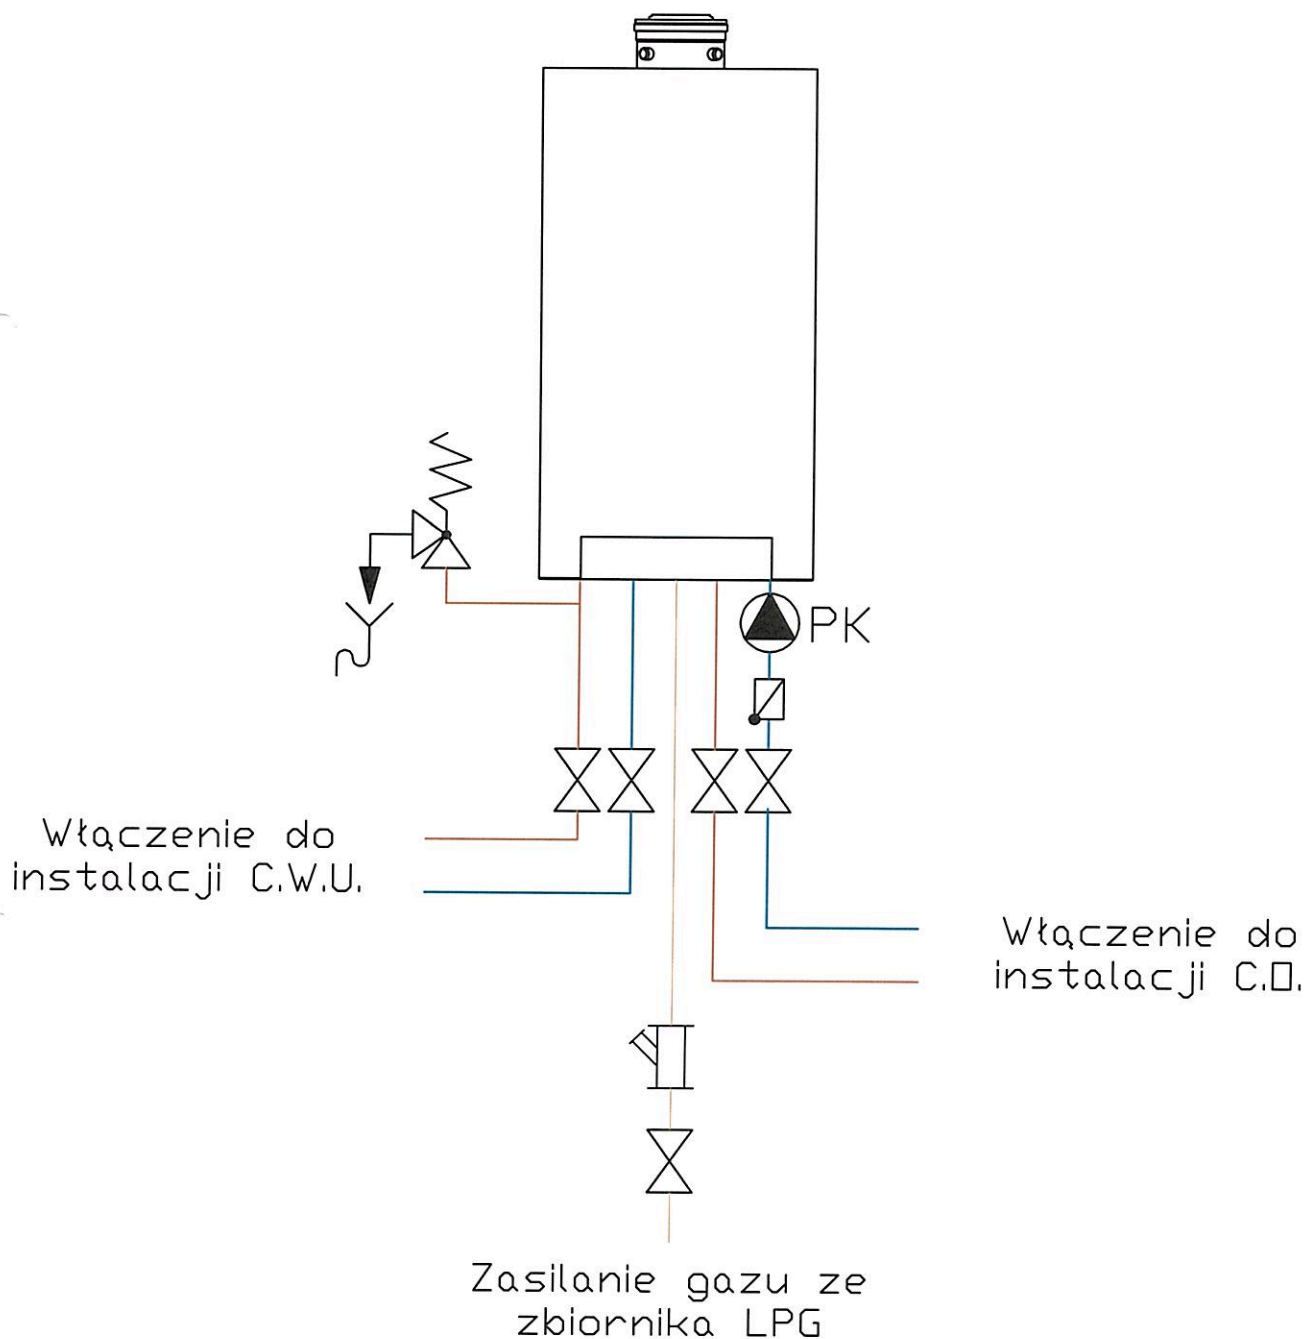 PK
Włączenie do
instalacji C.W.U.
Włączenie do
instalacji C.O.
Zasilanie gazu ze
zbiornika LPG